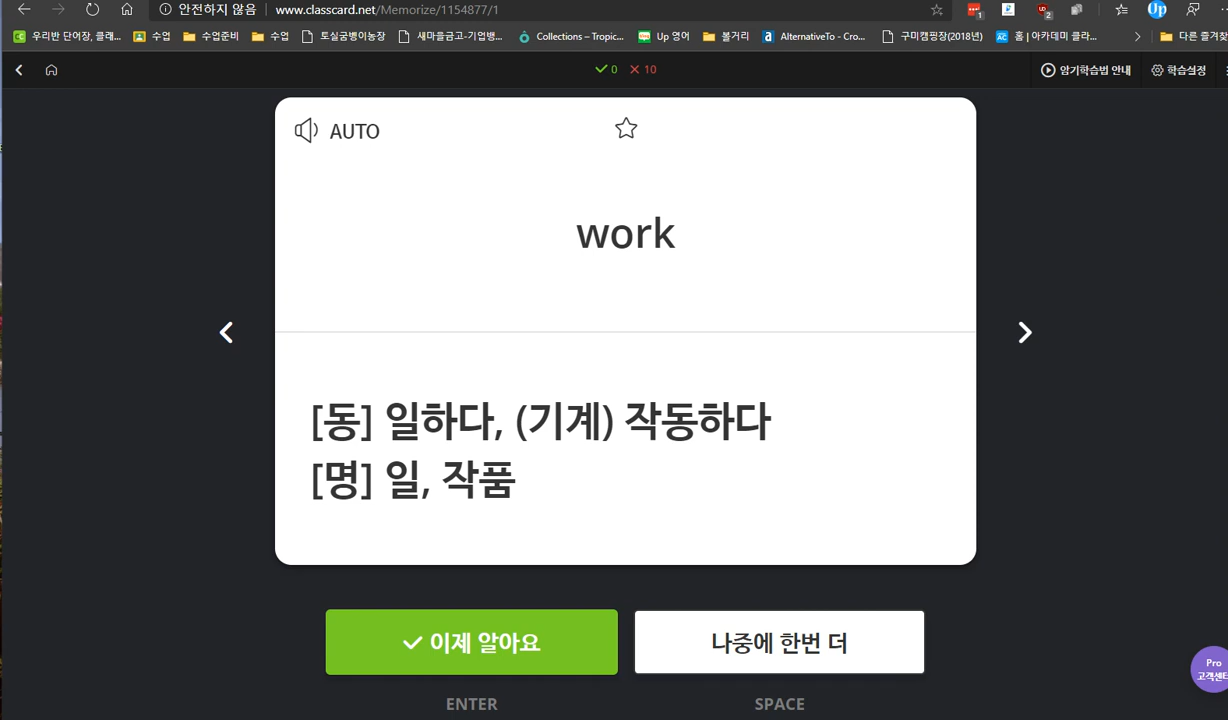 안전하지 않음 www.classcard.net/Memorize/1154877/1
1
2
Up
우리반 단어장, 클래... 수업 수업준비 수업 토실굼벵이농장 새마을금고-기업뱅... Collections – Tropic... Up 영어 볼거리 AlternativeTo - Cro... 구미캠핑장(2018년) 홈 | 아카데미 클라... 다른 즐겨찾
0 10 암기학습법 안내 학습설정
AUTO
work
[동] 일하다, (기계) 작동하다
[명] 일, 작품
이제 알아요 나중에 한번 더
Pro
고객센터
ENTER SPACE